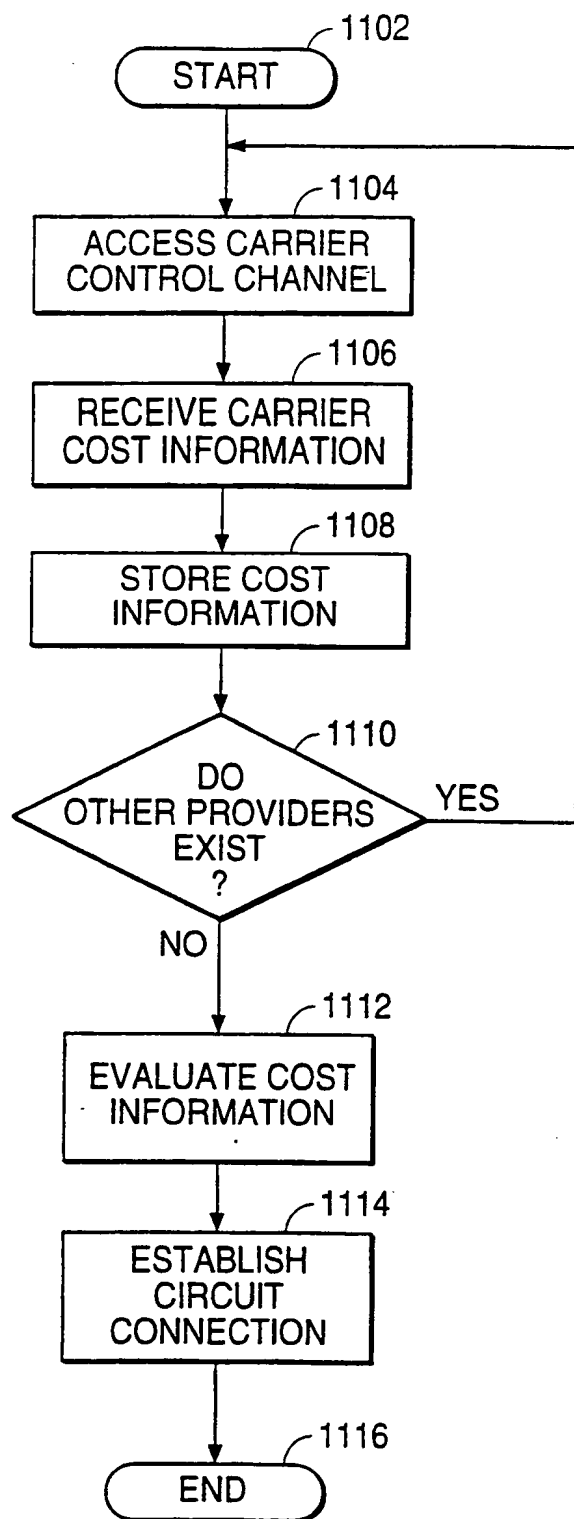 1102
START
1104
ACCESS CARRIER
CONTROL CHANNEL
1106
RECEIVE CARRIER
COST INFORMATION
1108
STORE COST
INFORMATION
1110
DO
OTHER PROVIDERS
EXIST
?
YES
NO
1112
EVALUATE COST
INFORMATION
1114
ESTABLISH
CIRCUIT
CONNECTION
1116
END